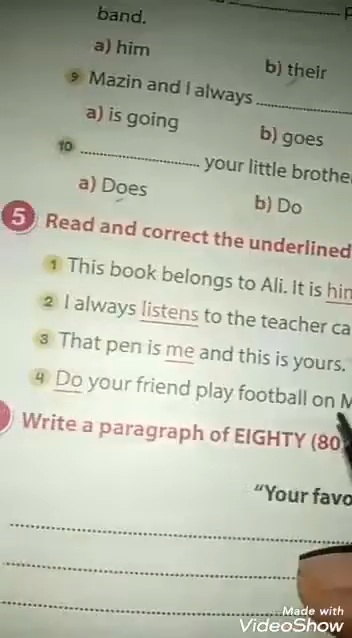 band.
a) him
b) their
9 Mazin and I always
a) is going
b) goes
10 your little brothe
a) Does
b) Do
5 Read and correct the underlined
1 This book belongs to Ali. It is him
2 I always listens to the teacher ca
3 That pen is me and this is yours.
4 Do your friend play football on M
Write a paragraph of EIGHTY (80
"Your favo
Made with
VideoShow